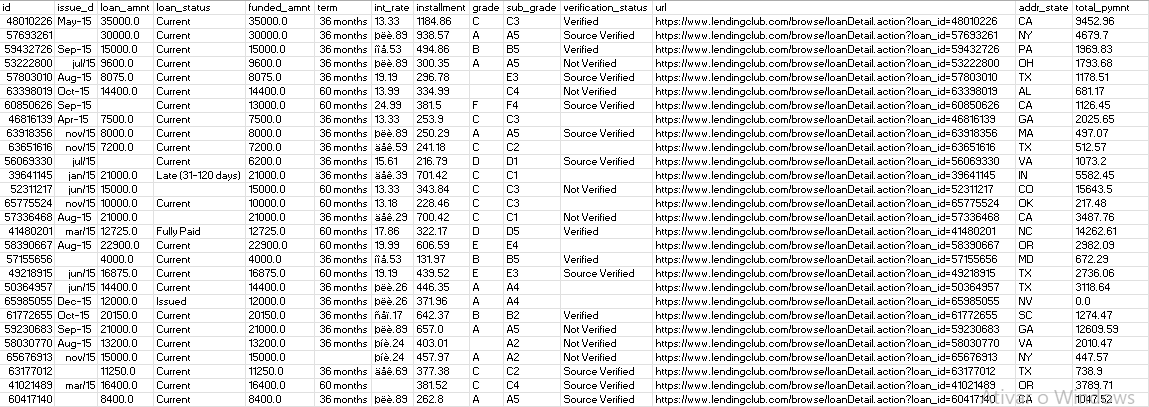 id issue_d loan_amnt loan_status funded_amnt term int_rate installment grade sub_grade verification_status url addr_state total_pymnt
48010226 May-15 35000.0 Current 35000.0 36 months 13.33 1184.86 C C3 Verified https://www.lendingclub.com/browse/loanDetail.action?loan_id=48010226 CA 9452.96
57693261 30000.0 Current 30000.0 36 months þëè.89 938.57 A A5 Source Verified https://www.lendingclub.com/browse/loanDetail.action?loan_id=57693261 NY 4679.7
59432726 Sep-15 15000.0 Current 15000.0 36 months ìîå.53 494.86 B B5 Verified https://www.lendingclub.com/browse/loanDetail.action?loan_id=59432726 PA 1969.83
53222800 jul/15 9600.0 Current 9600.0 36 months þëè.89 300.35 A A5 Not Verified https://www.lendingclub.com/browse/loanDetail.action?loan_id=53222800 OH 1793.68
57803010 Aug-15 8075.0 Current 8075.0 36 months 19.19 296.78 E3 Source Verified https://www.lendingclub.com/browse/loanDetail.action?loan_id=57803010 TX 1178.51
63398019 Oct-15 14400.0 Current 14400.0 60 months 13.99 334.99 C4 Not Verified https://www.lendingclub.com/browse/loanDetail.action?loan_id=63398019 AL 681.17
60850626 Sep-15 Current 13000.0 60 months 24.99 381.5 F F4 Source Verified https://www.lendingclub.com/browse/loanDetail.action?loan_id=60850626 CA 1126.45
46816139 Apr-15 7500.0 Current 7500.0 36 months 13.33 253.9 C C3 https://www.lendingclub.com/browse/loanDetail.action?loan_id=46816139 GA 2025.65
63918356 nov/15 8000.0 Current 8000.0 36 months þëè.89 250.29 A A5 Source Verified https://www.lendingclub.com/browse/loanDetail.action?loan_id=63918356 MA 497.07
63651616 nov/15 7200.0 Current 7200.0 36 months äåê.59 241.18 C C2 https://www.lendingclub.com/browse/loanDetail.action?loan_id=63651616 TX 512.57
56069330 jul/15 Current 6200.0 36 months 15.61 216.79 D D1 Source Verified https://www.lendingclub.com/browse/loanDetail.action?loan_id=56069330 VA 1073.2
39641145 jan/15 21000.0 Late (31-120 days) 21000.0 36 months äåê.39 701.42 C C1 https://www.lendingclub.com/browse/loanDetail.action?loan_id=39641145 IN 5582.45
52311217 jun/15 15000.0 15000.0 60 months 13.33 343.84 C C3 Not Verified https://www.lendingclub.com/browse/loanDetail.action?loan_id=52311217 CO 15643.5
65775524 nov/15 10000.0 Current 10000.0 60 months 13.18 228.46 C C3 https://www.lendingclub.com/browse/loanDetail.action?loan_id=65775524 OK 217.48
57336468 Aug-15 21000.0 36 months äåê.29 700.42 C C1 Not Verified https://www.lendingclub.com/browse/loanDetail.action?loan_id=57336468 CA 3487.76
41480201 mar/15 12725.0 Fully Paid 12725.0 60 months 17.86 322.17 D D5 Verified https://www.lendingclub.com/browse/loanDetail.action?loan_id=41480201 NC 14262.61
58390667 Aug-15 22900.0 Current 22900.0 60 months 19.99 606.59 E E4 https://www.lendingclub.com/browse/loanDetail.action?loan_id=58390667 OR 2982.09
57155656 4000.0 Current 4000.0 36 months ìîå.53 131.97 B B5 Verified https://www.lendingclub.com/browse/loanDetail.action?loan_id=57155656 MD 672.29
49218915 jun/15 16875.0 Current 16875.0 60 months 19.19 439.52 E E3 Source Verified https://www.lendingclub.com/browse/loanDetail.action?loan_id=49218915 TX 2736.06
50364957 jun/15 14400.0 Current 14400.0 36 months þëè.26 446.35 A A4 https://www.lendingclub.com/browse/loanDetail.action?loan_id=50364957 TX 3118.64
65985055 Dec-15 12000.0 Issued 12000.0 36 months þëè.26 371.96 A A4 https://www.lendingclub.com/browse/loanDetail.action?loan_id=65985055 NV 0.0
61772655 Oct-15 20150.0 Current 20150.0 36 months ñåï.17 642.37 B B2 Verified https://www.lendingclub.com/browse/loanDetail.action?loan_id=61772655 SC 1274.47
59230683 Sep-15 21000.0 Current 21000.0 36 months þëè.89 657.0 A A5 Not Verified https://www.lendingclub.com/browse/loanDetail.action?loan_id=59230683 GA 12609.59
58030770 Aug-15 13200.0 Current 13200.0 36 months þíè.24 403.01 A2 Not Verified https://www.lendingclub.com/browse/loanDetail.action?loan_id=58030770 VA 2010.47
65676913 nov/15 15000.0 Current 15000.0 þíè.24 457.97 A A2 Not Verified https://www.lendingclub.com/browse/loanDetail.action?loan_id=65676913 NY 447.57
63177012 11250.0 Current 11250.0 36 months äåê.69 377.38 C C2 Not Verified https://www.lendingclub.com/browse/loanDetail.action?loan_id=63177012 TX 738.9
41021489 mar/15 16400.0 Current 16400.0 60 months 381.52 C C4 Source Verified https://www.lendingclub.com/browse/loanDetail.action?loan_id=41021489 OR 3789.71
60417140 8400.0 Current 8400.0 36 months þëè.89 262.8 A A5 Source Verified https://www.lendingclub.com/browse/loanDetail.action?loan_id=60417140 CA 1047.52
Ativar o Windows